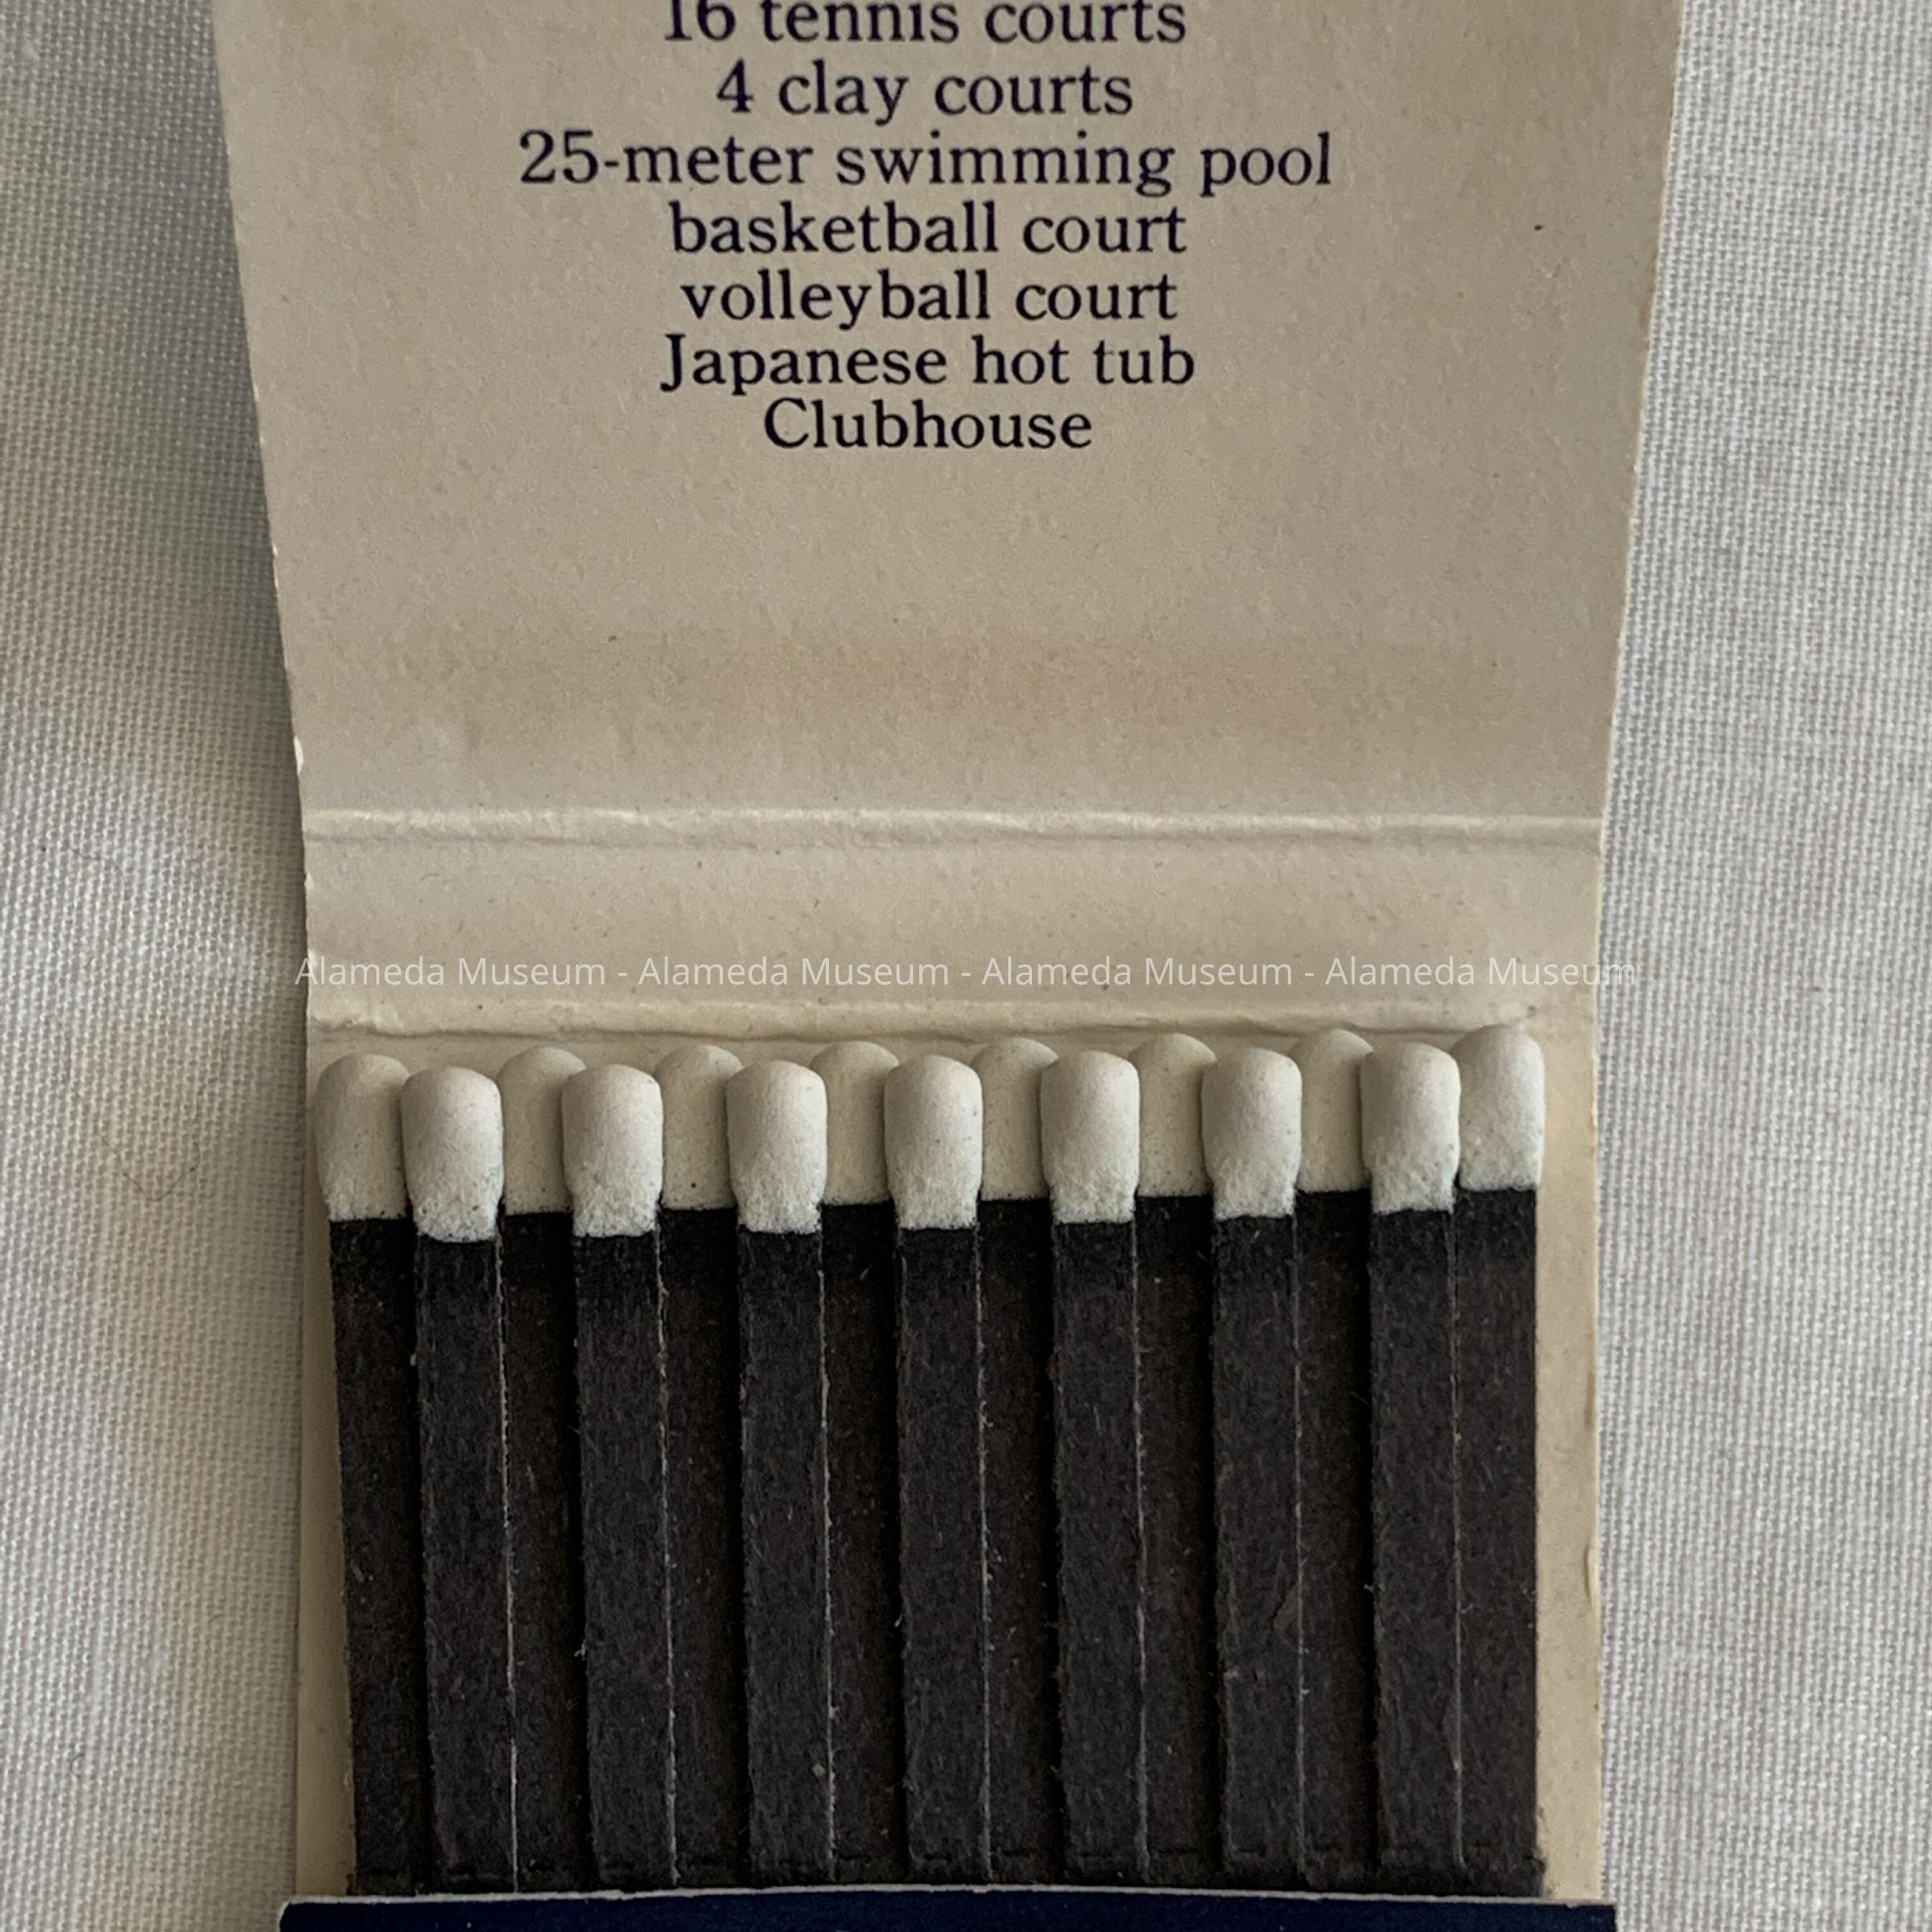 16 tennis courts
4 clay courts
25-meter swimming pool
basketball court
volleyball court
Japanese hot tub
Clubhouse
Alameda Museum - Alameda Museum - Alameda Museum - Alameda Museum